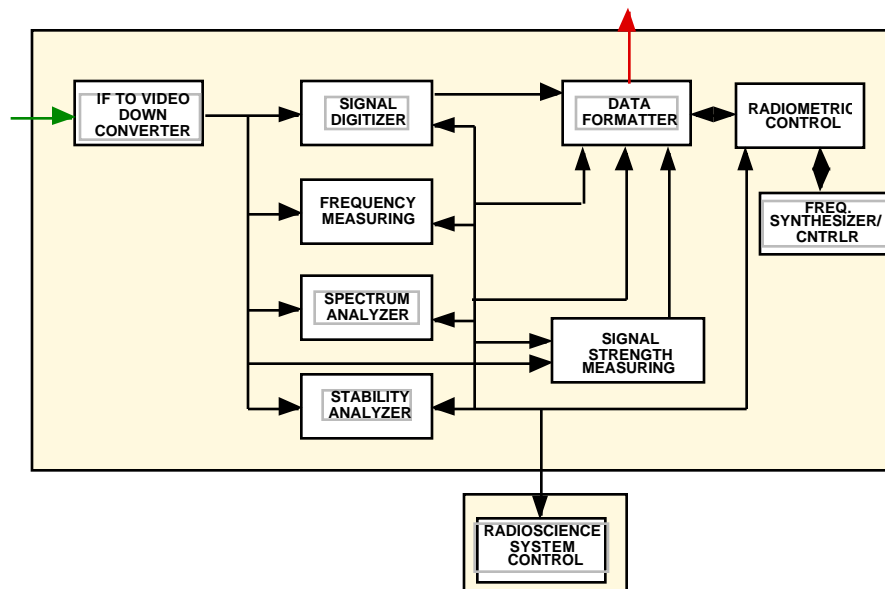 IF TO VIDEO
DOWN
CONVERTER
SIGNAL
DIGITIZER
DATA
FORMATTER
RADIOMETRIC
CONTROL
FREQUENCY
MEASURING
FREQ.
SYNTHESIZER/
CNTRLR
SPECTRUM
ANALYZER
SIGNAL
STRENGTH
MEASURING
STABILITY
ANALYZER
RADIOSCIENCE
SYSTEM
CONTROL